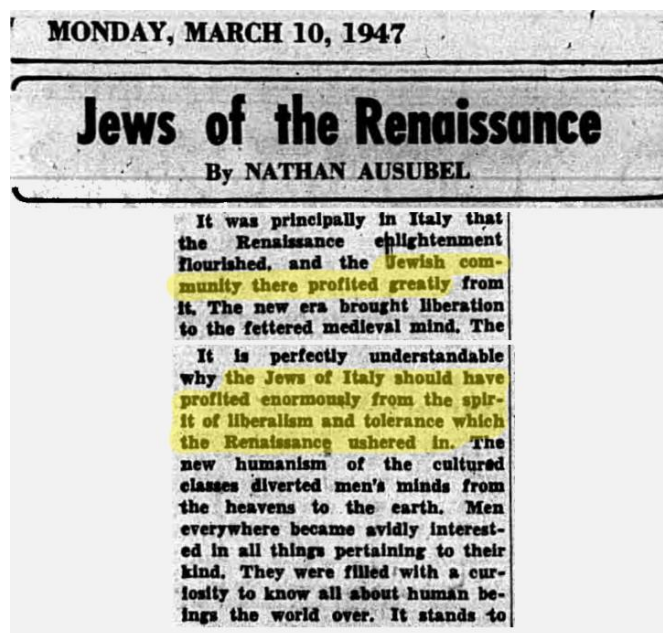 MONDAY, MARCH 10, 1947
Jews of the Renaissance
By NATHAN AUSUBEL
It was principally in Italy that
the Renaissance enlightenment
flourished, and the Jewish com-
munity there profited greatly from
it. The new era brought liberation
to the fettered medieval mind. The
It is perfectly understandable
why the Jews of Italy should have
profited enormously from the spir-
it of liberalism and tolerance which
the Renaissance ushered in. The
new humanism of the cultured
classes diverted men's minds from
the heavens to the earth. Men
everywhere became avidly interest-
ed in all things pertaining to their
kind. They were filled with a cur-
iosity to know all about human be-
ings the world over. It stands to